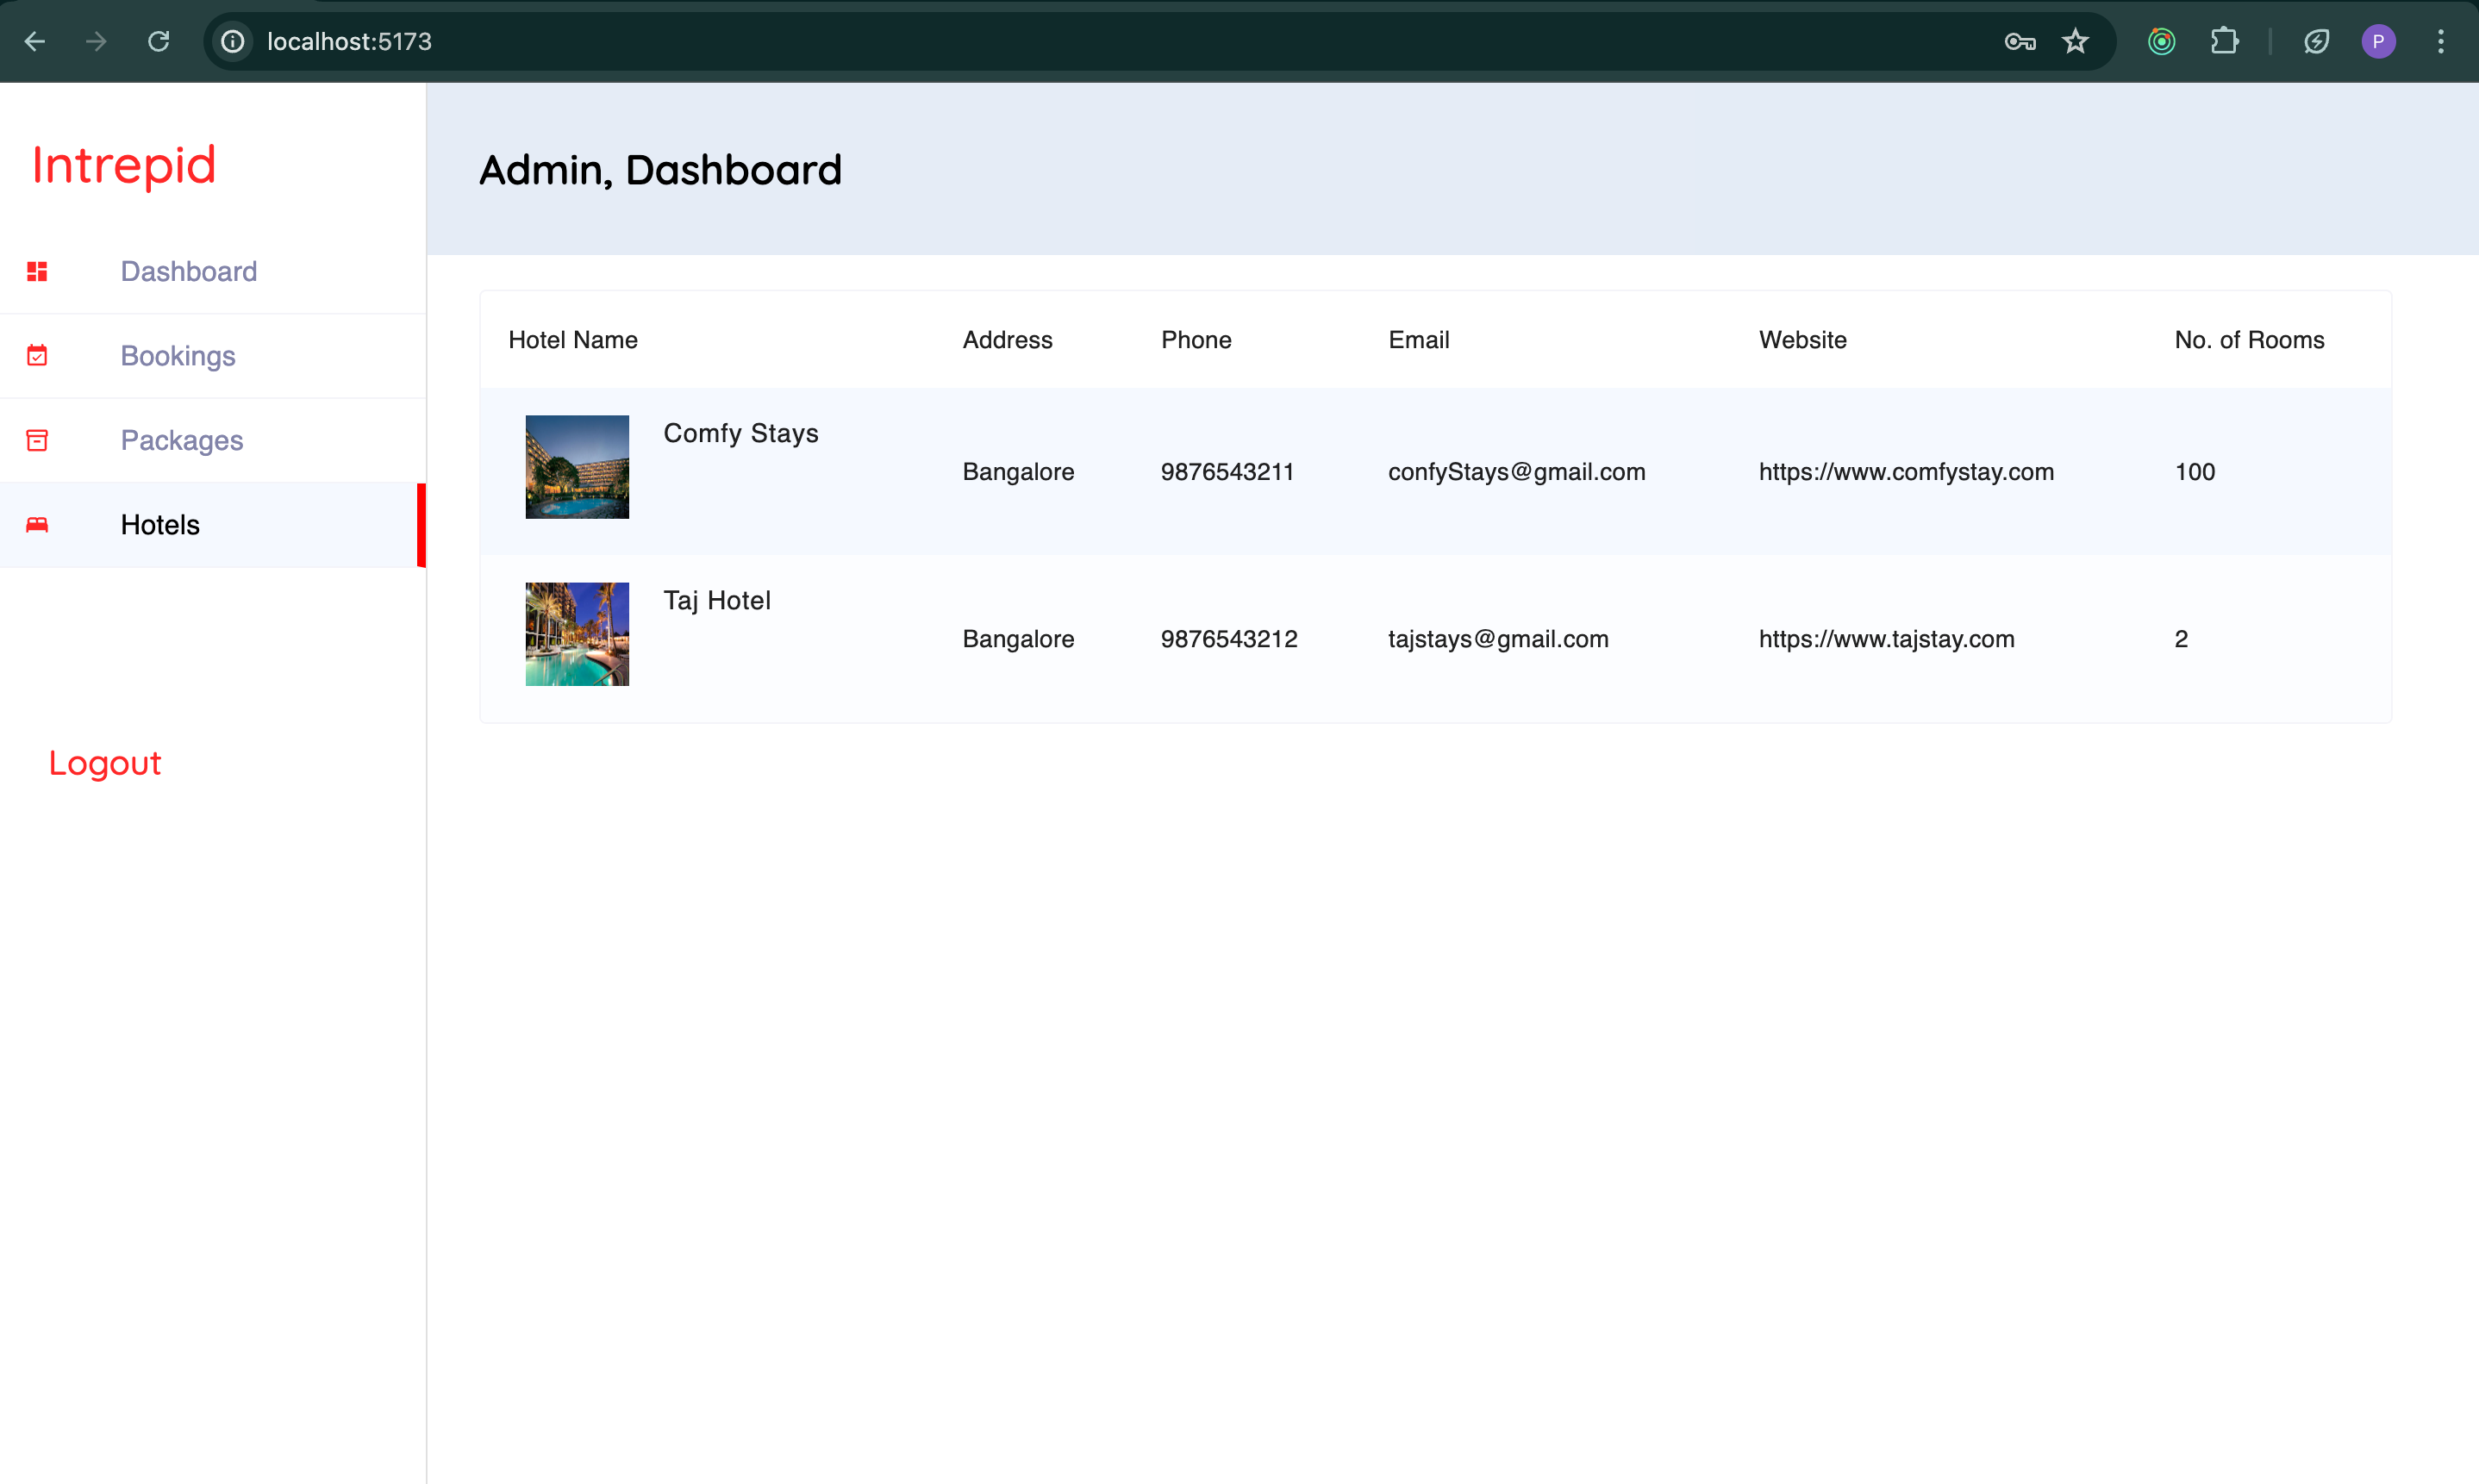 localhost:5173
P
Intrepid
Dashboard
Bookings
Packages
Hotels
Logout
Admin, Dashboard
Hotel Name Address Phone Email Website No. of Rooms
Comfy Stays
Bangalore 9876543211 confyStays@gmail.com https://www.comfystay.com 100
Taj Hotel
Bangalore 9876543212 tajstays@gmail.com https://www.tajstay.com 2